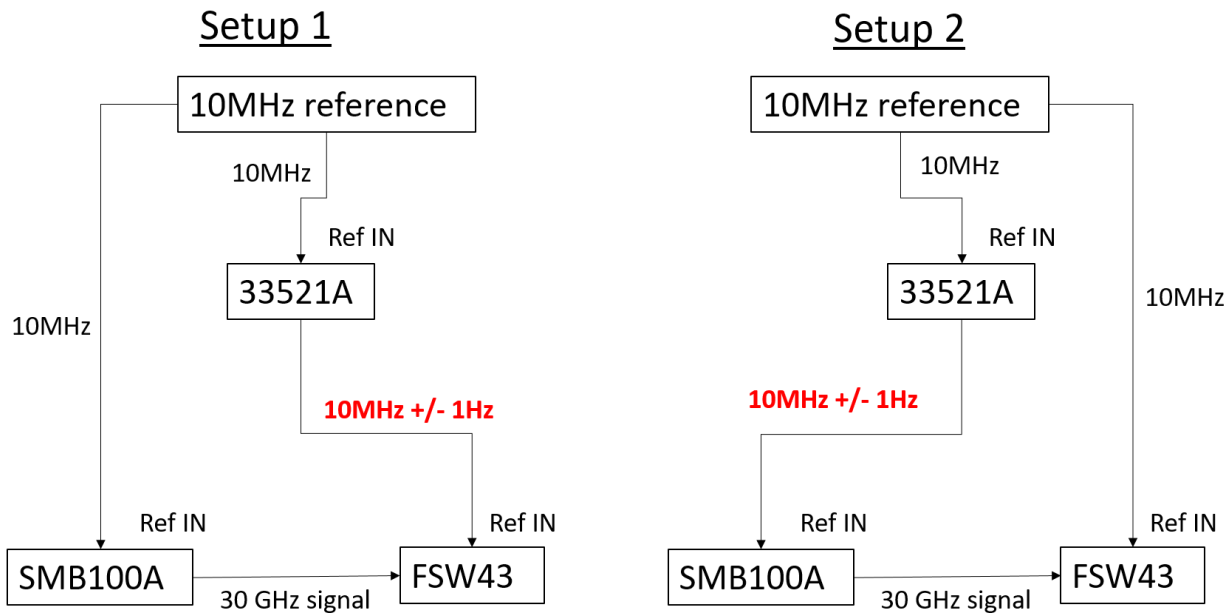 Setup 1
10MHz reference
10MHz
Ref IN
33521A
10MHz
10MHz +/- 1Hz
Ref IN
Ref IN
SMB100A
FSW43
30 GHz signal
Setup 2
10MHz reference
10MHz
Ref IN
33521A
10MHz
10MHz +/- 1Hz
Ref IN
Ref IN
SMB100A
FSW43
30 GHz signal